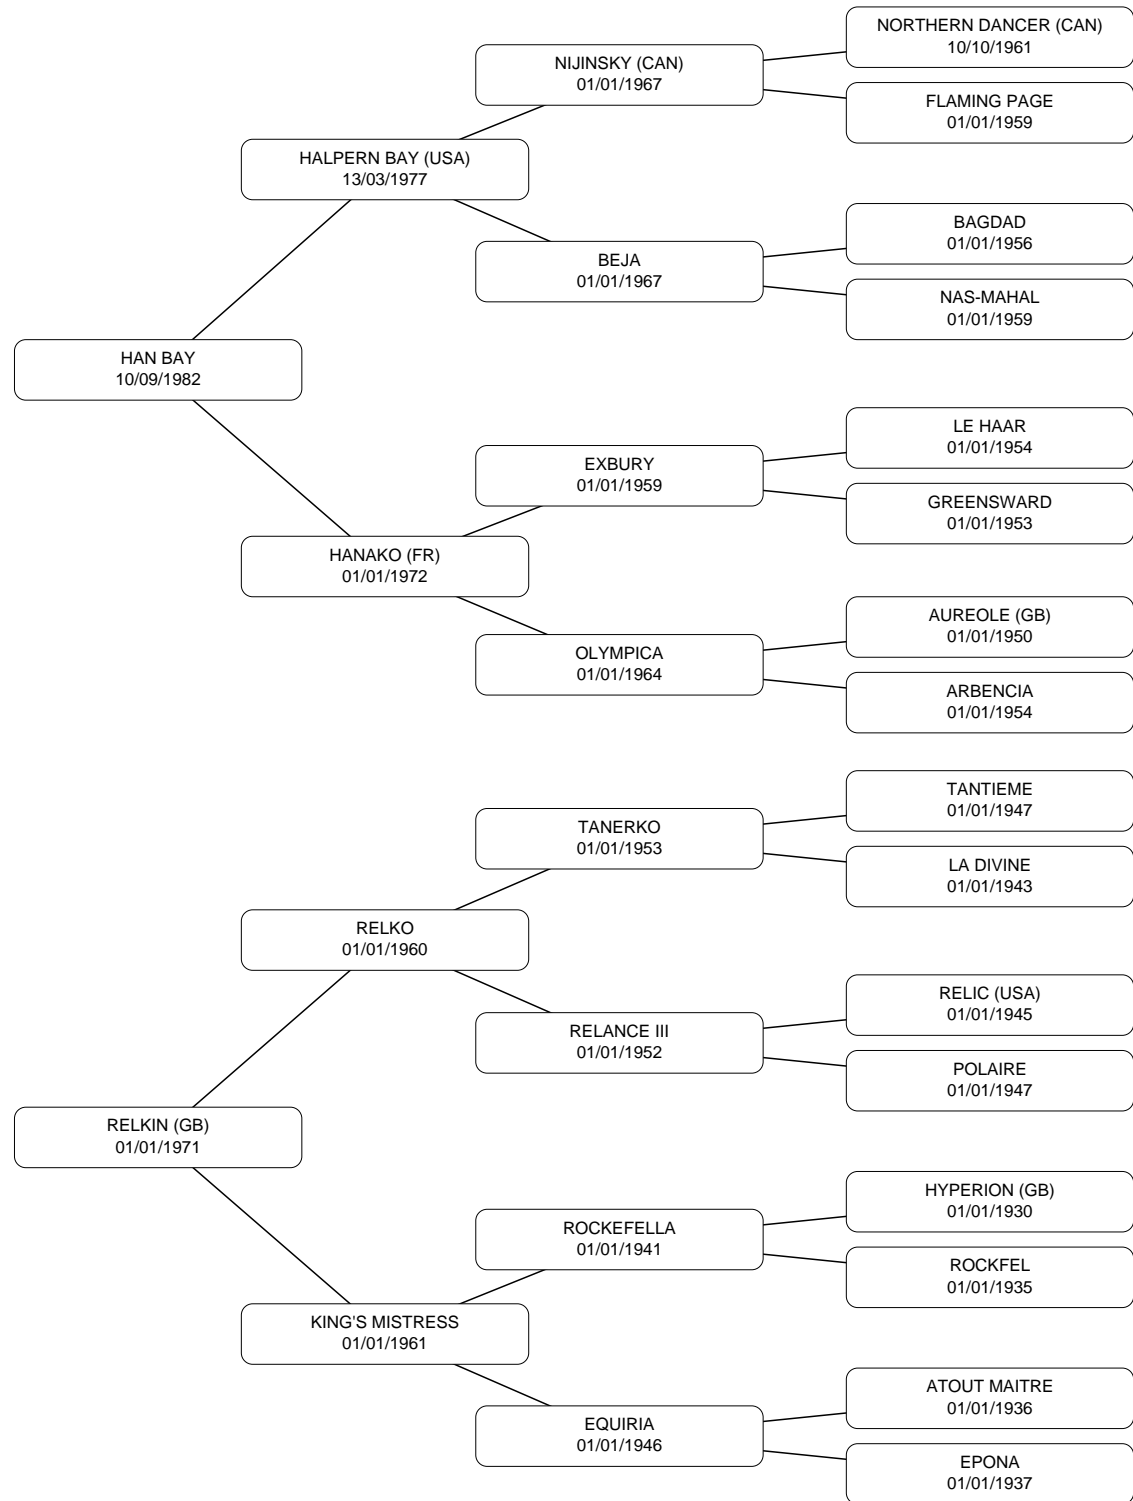 NORTHERN DANCER (CAN)
10/10/1961
NIJINSKY (CAN)
01/01/1967
FLAMING PAGE
01/01/1959
HALPERN BAY (USA)
13/03/1977
BAGDAD
01/01/1956
BEJA
01/01/1967
NAS-MAHAL
01/01/1959
HAN BAY
10/09/1982
LE HAAR
01/01/1954
EXBURY
01/01/1959
GREENSWARD
01/01/1953
HANAKO (FR)
01/01/1972
AUREOLE (GB)
01/01/1950
OLYMPICA
01/01/1964
ARBENCIA
01/01/1954
TANTIEME
01/01/1947
TANERKO
01/01/1953
LA DIVINE
01/01/1943
RELKO
01/01/1960
RELIC (USA)
01/01/1945
RELANCE III
01/01/1952
POLAIRE
01/01/1947
RELKIN (GB)
01/01/1971
HYPERION (GB)
01/01/1930
ROCKEFELLA
01/01/1941
ROCKFEL
01/01/1935
KING'S MISTRESS
01/01/1961
ATOUT MAITRE
01/01/1936
EQUIRIA
01/01/1946
EPONA
01/01/1937